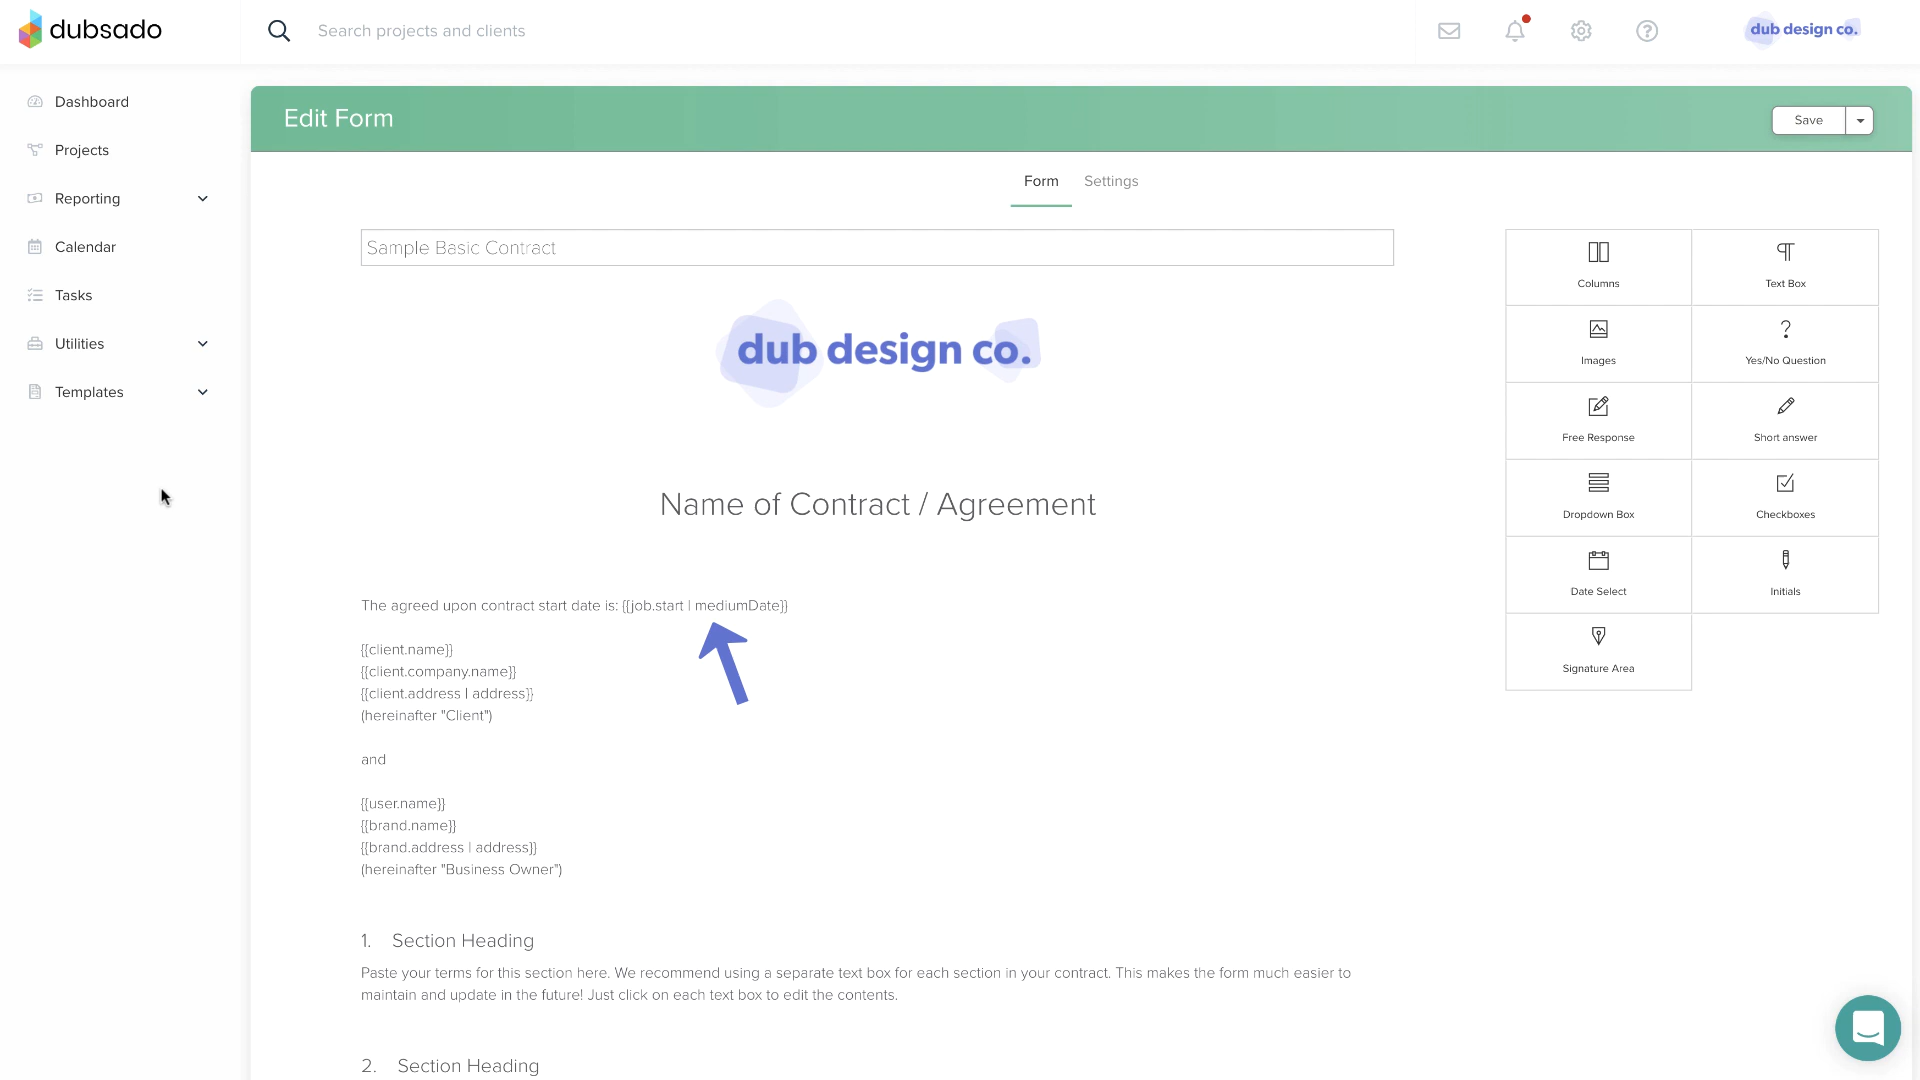 dubsado
Search projects and clients
dub design co.
Dashboard
Projects
Reporting
Calendar
Tasks
Utilities
Templates
Edit Form
Save
Form
Settings
Sample Basic Contract
dub design co.
Name of Contract / Agreement
The agreed upon contract start date is: {{job.start | mediumDate}}
{{client.name}}
{{client.company.name}}
{{client.address | address}}
(hereinafter "Client")
and
{{user.name}}
{{brand.name}}
{{brand.address | address}}
(hereinafter "Business Owner")
1. Section Heading
Paste your terms for this section here. We recommend using a separate text box for each section in your contract. This makes the form much easier to
maintain and update in the future! Just click on each text box to edit the contents.
2. Section Heading
Columns
Text Box
Images
Yes/No Question
Free Response
Short answer
Dropdown Box
Checkboxes
Date Select
Initials
Signature Area